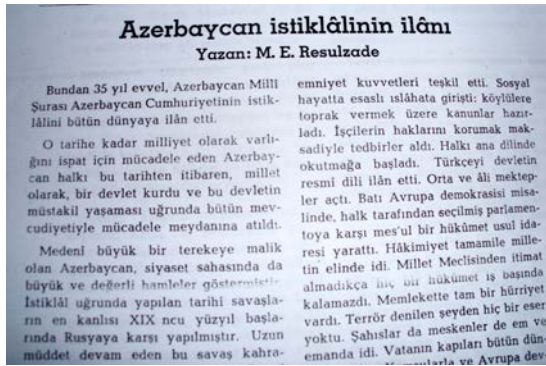 Azerbaycan istiklâlinin ilânı
Yazan: M. E. Resulzade
Bundan 35 yıl evvel, Azerbaycan Millî
Şurası Azerbaycan Cumhuriyetinin istik-
lâlini bütün dünyaya ilân etti.
O tarihe kadar milliyet olarak varlı-
ğını ispat için mücadele eden Azerbay-
can halkı bu tarihten itibaren, millet
olarak, bir devlet kurdu ve bu devletin
müstakil yaşaması uğrunda bütün mev-
cudiyetiyle mücadele meydanına atıldı.
Medenî büyük bir terekeye malik
olan Azerbaycan, siyaset sahasında da
büyük ve değerli hamleler göstermiştir.
İstiklâl uğrunda yapılan tarihi savaşla-
rın en kanlısı XIX ncu yüzyıl başla-
rında Rusyaya karşı yapılmıştır. Uzun
müddet devam eden bu savaş kahra-
emniyet kuvvetleri teşkil etti. Sosyal
hayatta esaslı ıslâhata girişti: köylülere
toprak vermek üzere kanunlar hazır-
ladı. İşçilerin haklarını korumak mak-
sadiyle tedbirler aldı. Halkı ana dilinde
okutmağa başladı. Türkçeyi devletin
resmî dili ilân etti. Orta ve âli mektep-
ler açtı. Batı Avrupa demokrasisi misa-
linde, halk tarafından seçilmiş parlamen-
toya karşı mes'ul bir hükûmet usul ida-
resi yarattı. Hâkimiyet tamamile mille-
tin elinde idi. Millet Meclisinden itimat
almadıkça hiç bir hükûmet iş başında
kalamazdı. Memlekette tam bir hürriyet
vardı. Terrör denilen şeyden hiç bir eser
yoktu. Şahıslar da meskenler de em ve
emanda idi. Vatanın kapıları bütün dün-
ve Avrupa dev-